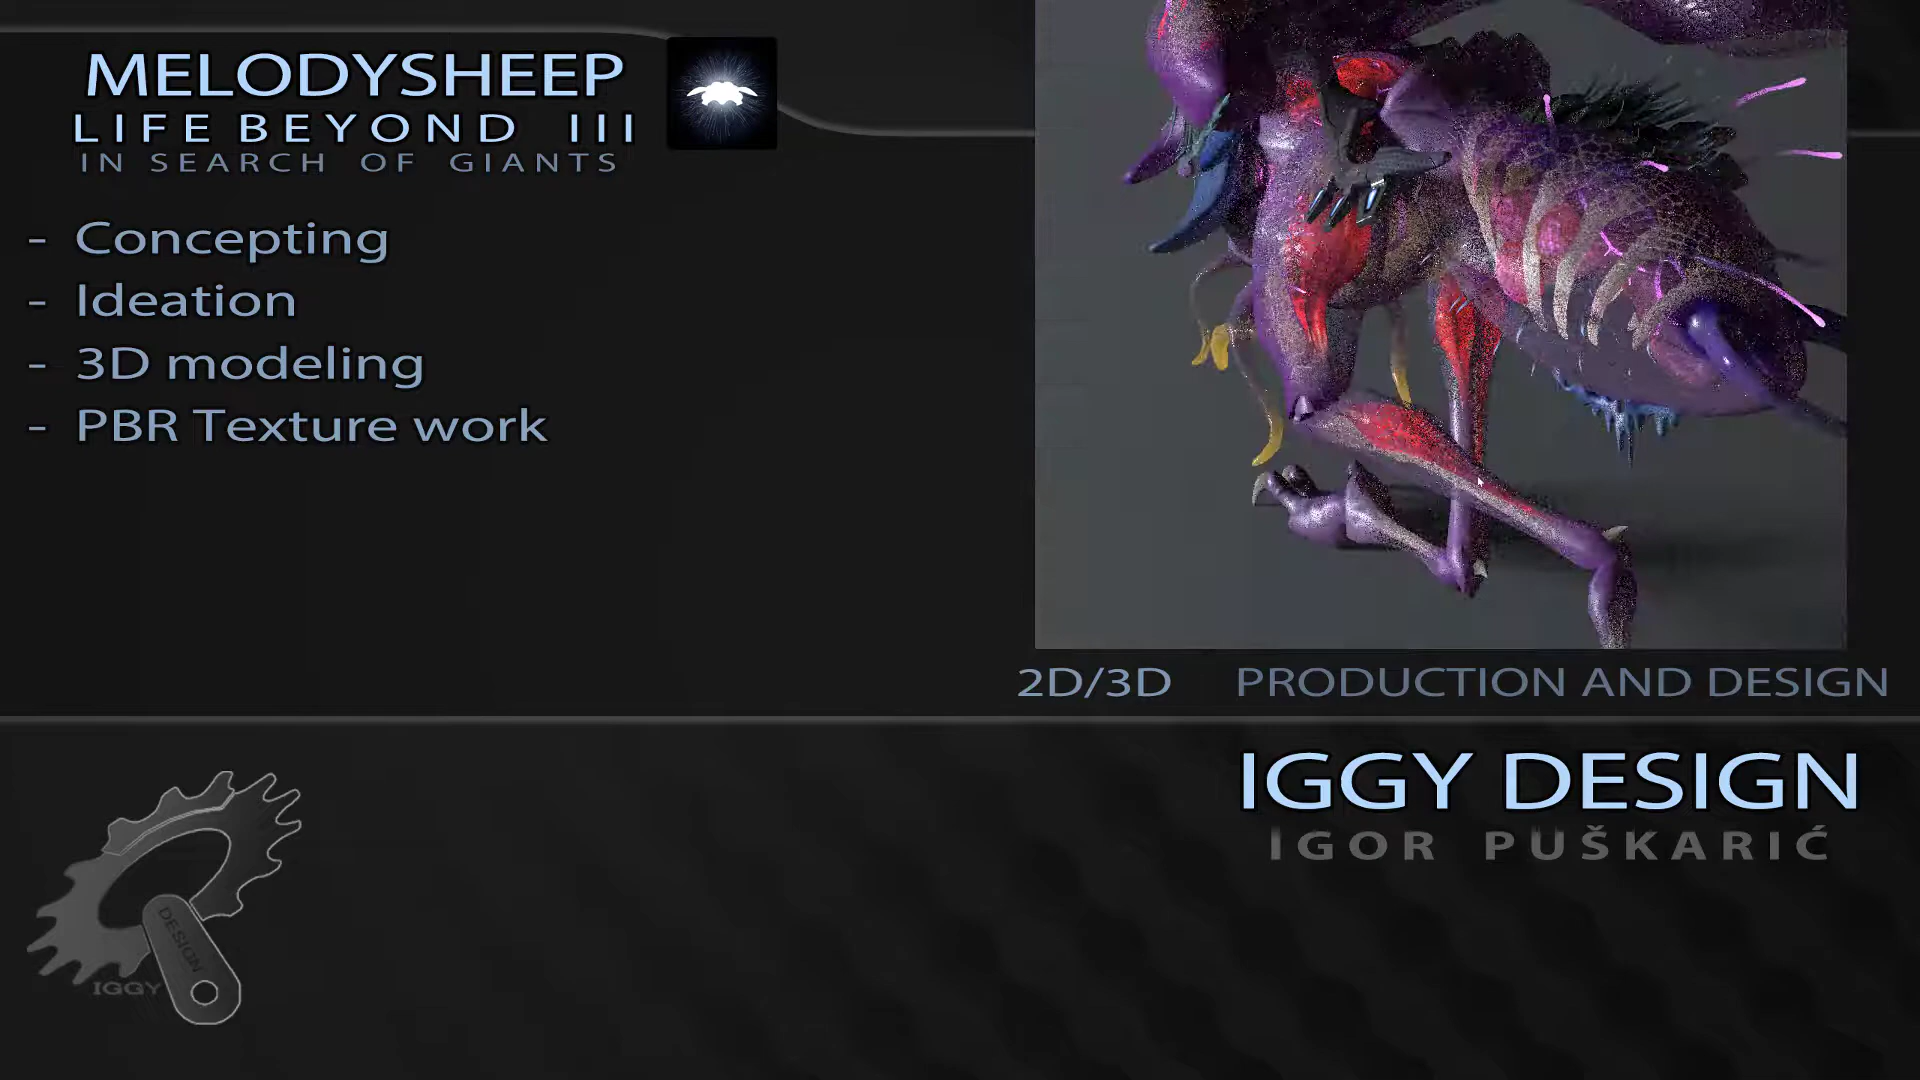 MELODYSHEEP
LIFE BEYOND III
IN SEARCH OF GIANTS
- Concepting
- Ideation
- 3D modeling
- PBR Texture work
2D/3D PRODUCTION AND DESIGN
IGGY DESIGN
IGOR PUŠKARIĆ
DESIGN
IGGY